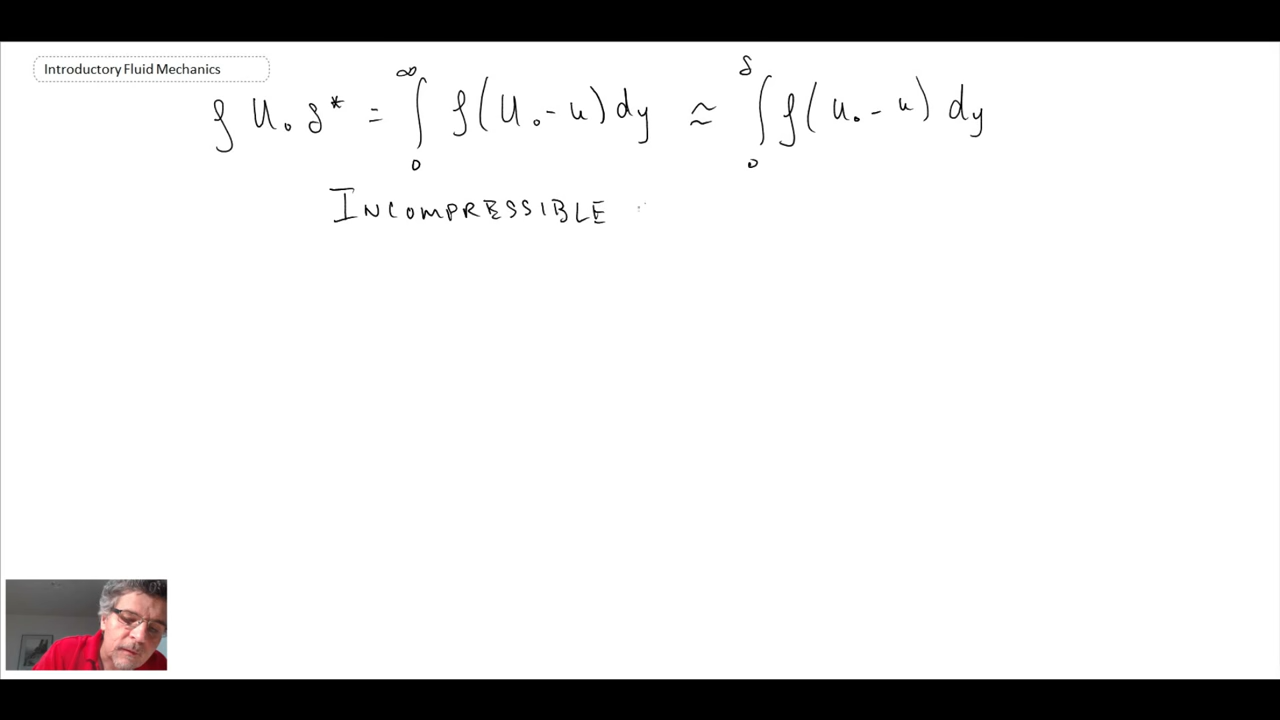 Introductory Fluid Mechanics
ρ U₀ δ* = ∫₀^∞ ρ(U₀ - u) dy ≈ ∫₀^δ ρ(u₀ - u) dy
INCOMPRESSIBLE